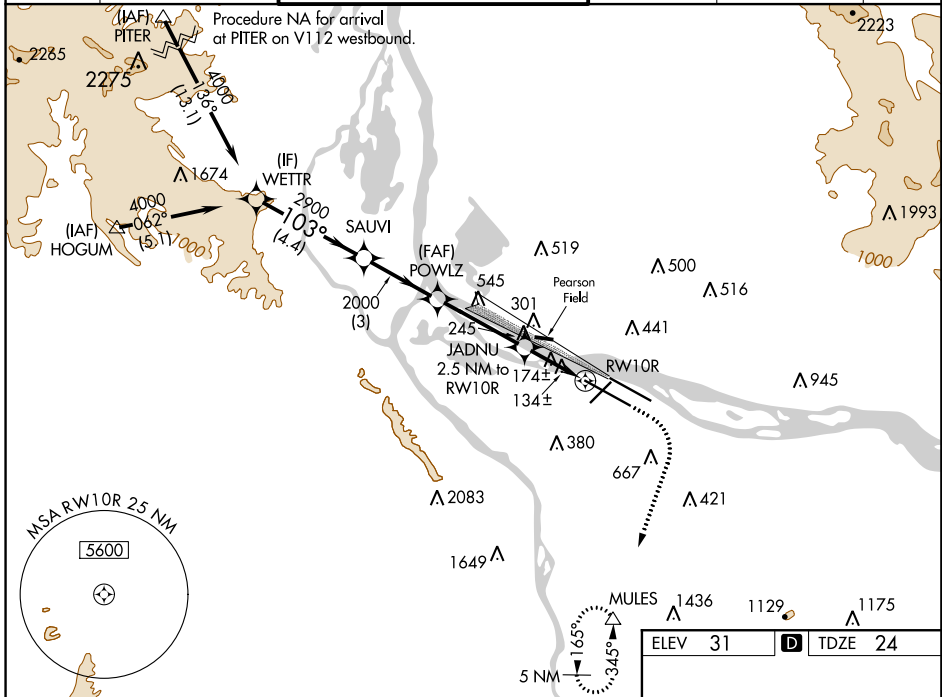 (IAF)
PITER
Procedure NA for arrival
at PITER on V112 westbound.
2223
2265
2275
4000
136°
(13.1)
1674
(IF)
WETTR
4000
062°
(5.1)
(IAF)
HOGUM
1000
2900
103°
(4.4)
SAUVI
1993
1000
(FAF)
POWLZ
519
500
516
2000
(3)
545
301
Pearson
Field
441
245
JADNU
2.5 NM to
RW10R
174±
134±
RW10R
945
380
667
2083
421
MSA RW10R 25 NM
5600
1649
MULES
1436
1129
1175
165°
345°
5 NM
ELEV 31
D
TDZE 24